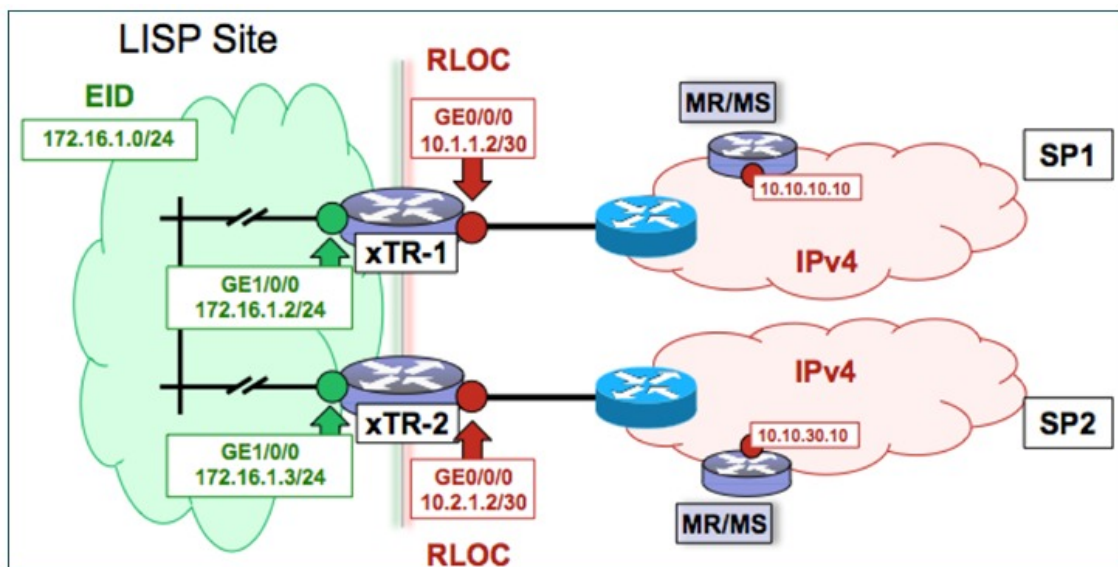 LISP Site
EID
172.16.1.0/24
RLOC
GE0/0/0
10.1.1.2/30
MR/MS
10.10.10.10
SP1
xTR-1
IPv4
GE1/0/0
172.16.1.2/24
IPv4
xTR-2
10.10.30.10
SP2
GE1/0/0
172.16.1.3/24
GE0/0/0
10.2.1.2/30
MR/MS
RLOC